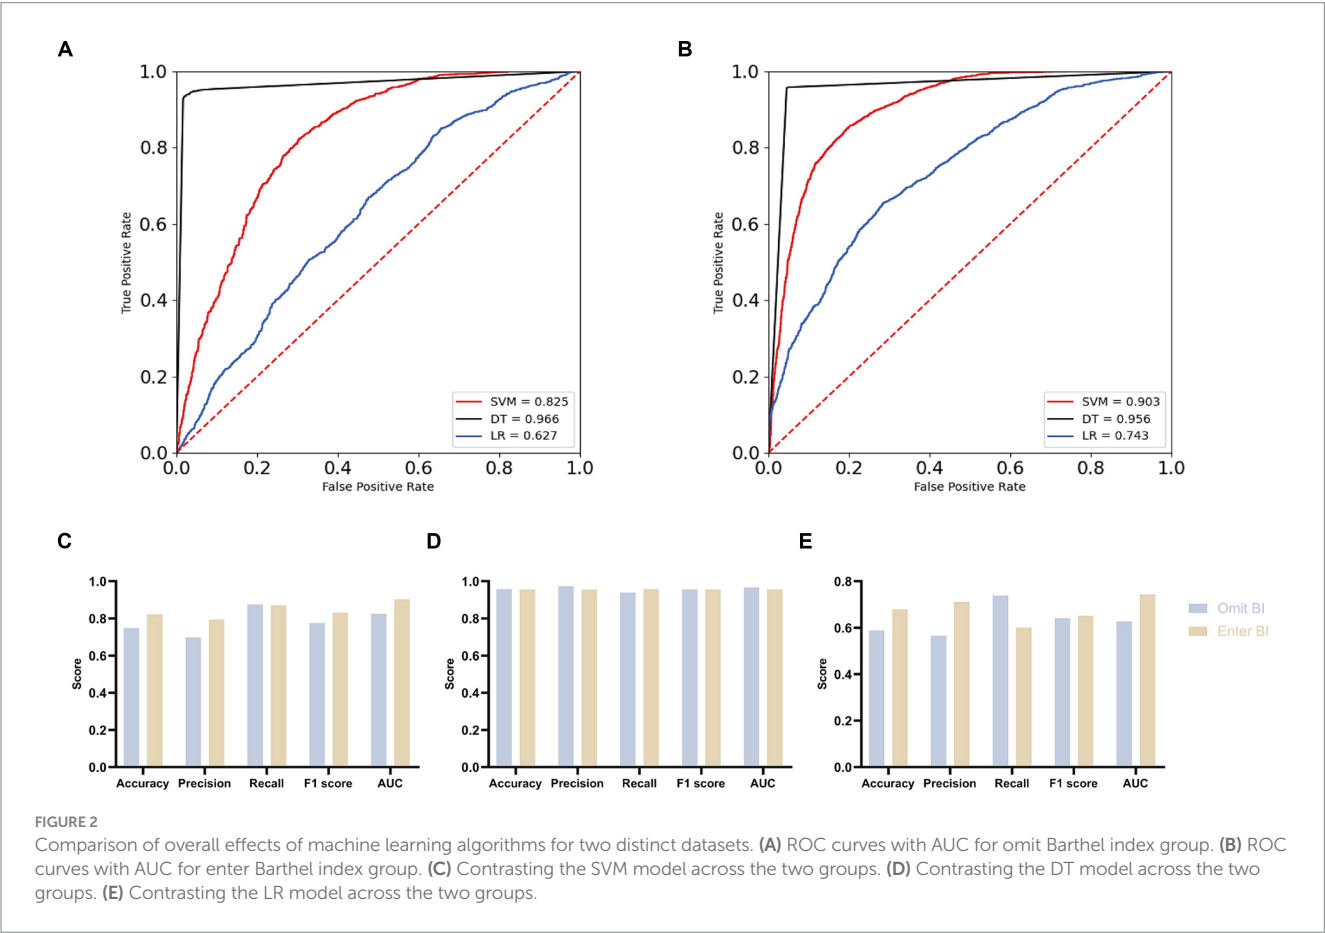 A
1.0
0.8
0.6
0.4
0.2
0.0
True Positive Rate
0.0 0.2 0.4 0.6 0.8 1.0
False Positive Rate
SVM = 0.825
DT = 0.966
LR = 0.627
B
1.0
0.8
0.6
0.4
0.2
0.0
True Positive Rate
0.0 0.2 0.4 0.6 0.8 1.0
False Positive Rate
SVM = 0.903
DT = 0.956
LR = 0.743
C
1.0
0.8
0.6
0.4
0.2
0.0
Score
Accuracy Precision Recall F1 score AUC
D
1.0
0.8
0.6
0.4
0.2
0.0
Score
Accuracy Precision Recall F1 score AUC
E
0.8
0.6
0.4
0.2
0.0
Score
Accuracy Precision Recall F1 score AUC
Omit BI
Enter BI
FIGURE 2
Comparison of overall effects of machine learning algorithms for two distinct datasets. (A) ROC curves with AUC for omit Barthel index group. (B) ROC
curves with AUC for enter Barthel index group. (C) Contrasting the SVM model across the two groups. (D) Contrasting the DT model across the two
groups. (E) Contrasting the LR model across the two groups.